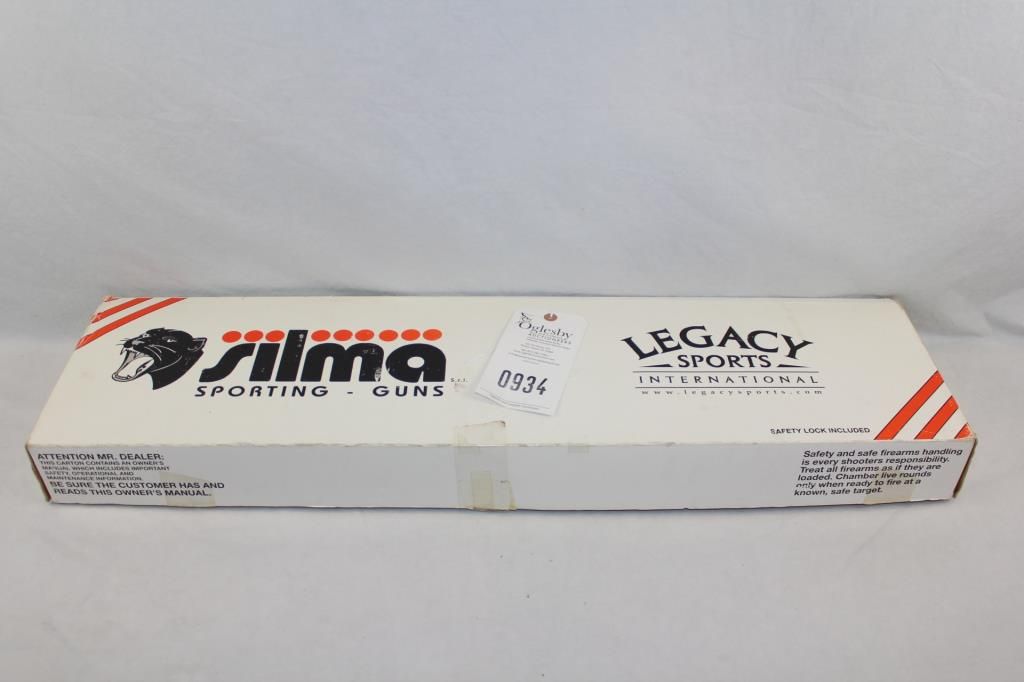 silma
S.r.l.
SPORTING - GUNS
Oglesby
AUCTIONEERS
0934
LEGACY
SPORTS
INTERNATIONAL
www.legacysports.com
SAFETY LOCK INCLUDED
ATTENTION MR. DEALER:
THIS CARTON CONTAINS AN OWNER'S
MANUAL WHICH INCLUDES IMPORTANT
SAFETY, OPERATIONAL AND
MAINTENANCE INFORMATION.
BE SURE THE CUSTOMER HAS AND
READS THIS OWNER'S MANUAL.
Safety and safe firearms handling
is every shooters responsibility.
Treat all firearms as if they are
loaded. Chamber live rounds
only when ready to fire at a
known, safe target.